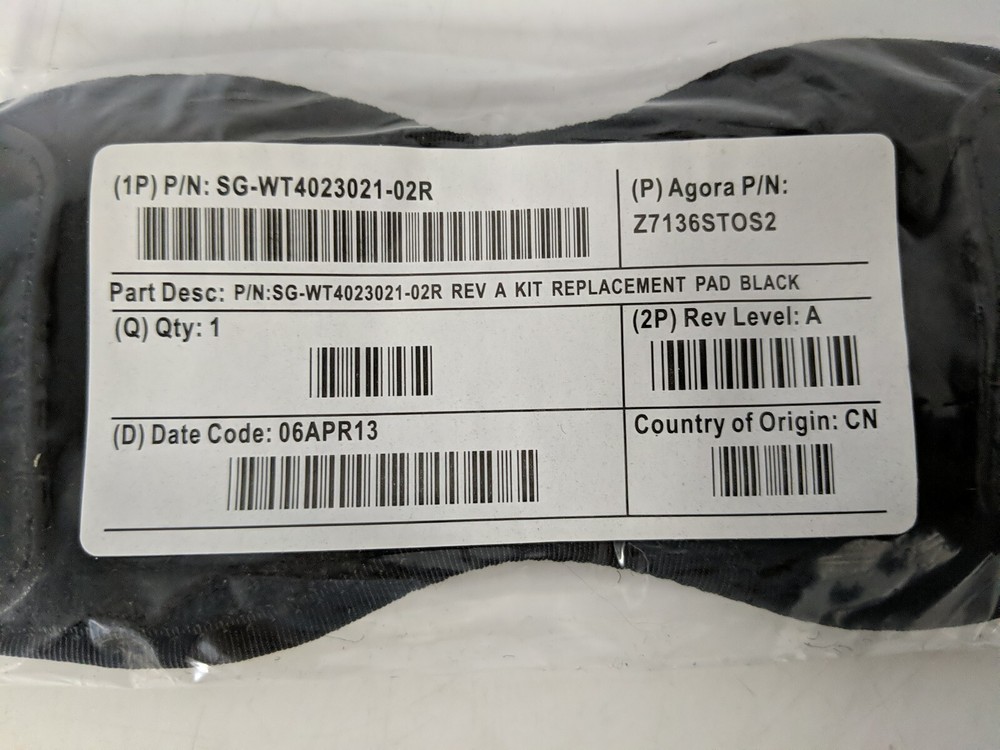 (1P) P/N: SG-WT4023021-02R
(P) Agora P/N:
Z7136STOS2
Part Desc: P/N:SG-WT4023021-02R REV A KIT REPLACEMENT PAD BLACK
(Q) Qty: 1
(2P) Rev Level: A
(D) Date Code: 06APR13
Country of Origin: CN